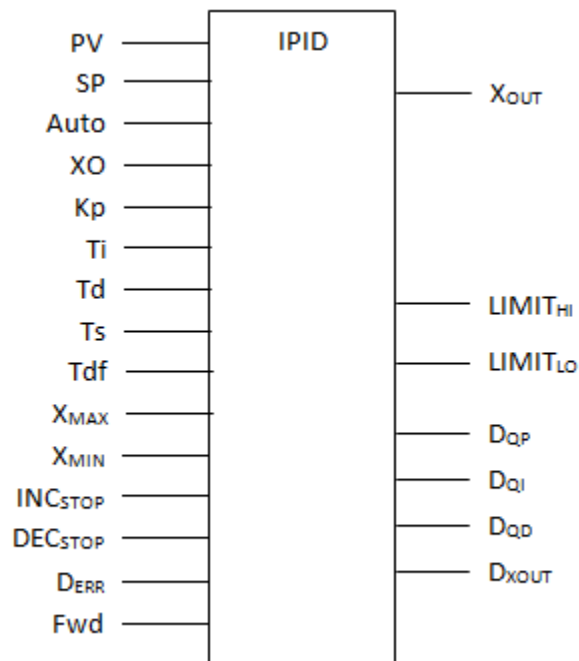 IPID
PV
SP
Auto
XO
Kp
Ti
Td
Ts
Tdf
XMAX
XMIN
INCSTOP
DECSTOP
DERR
Fwd
XOUT
LIMITHI
LIMITLO
DQP
DQI
DQD
DXOUT